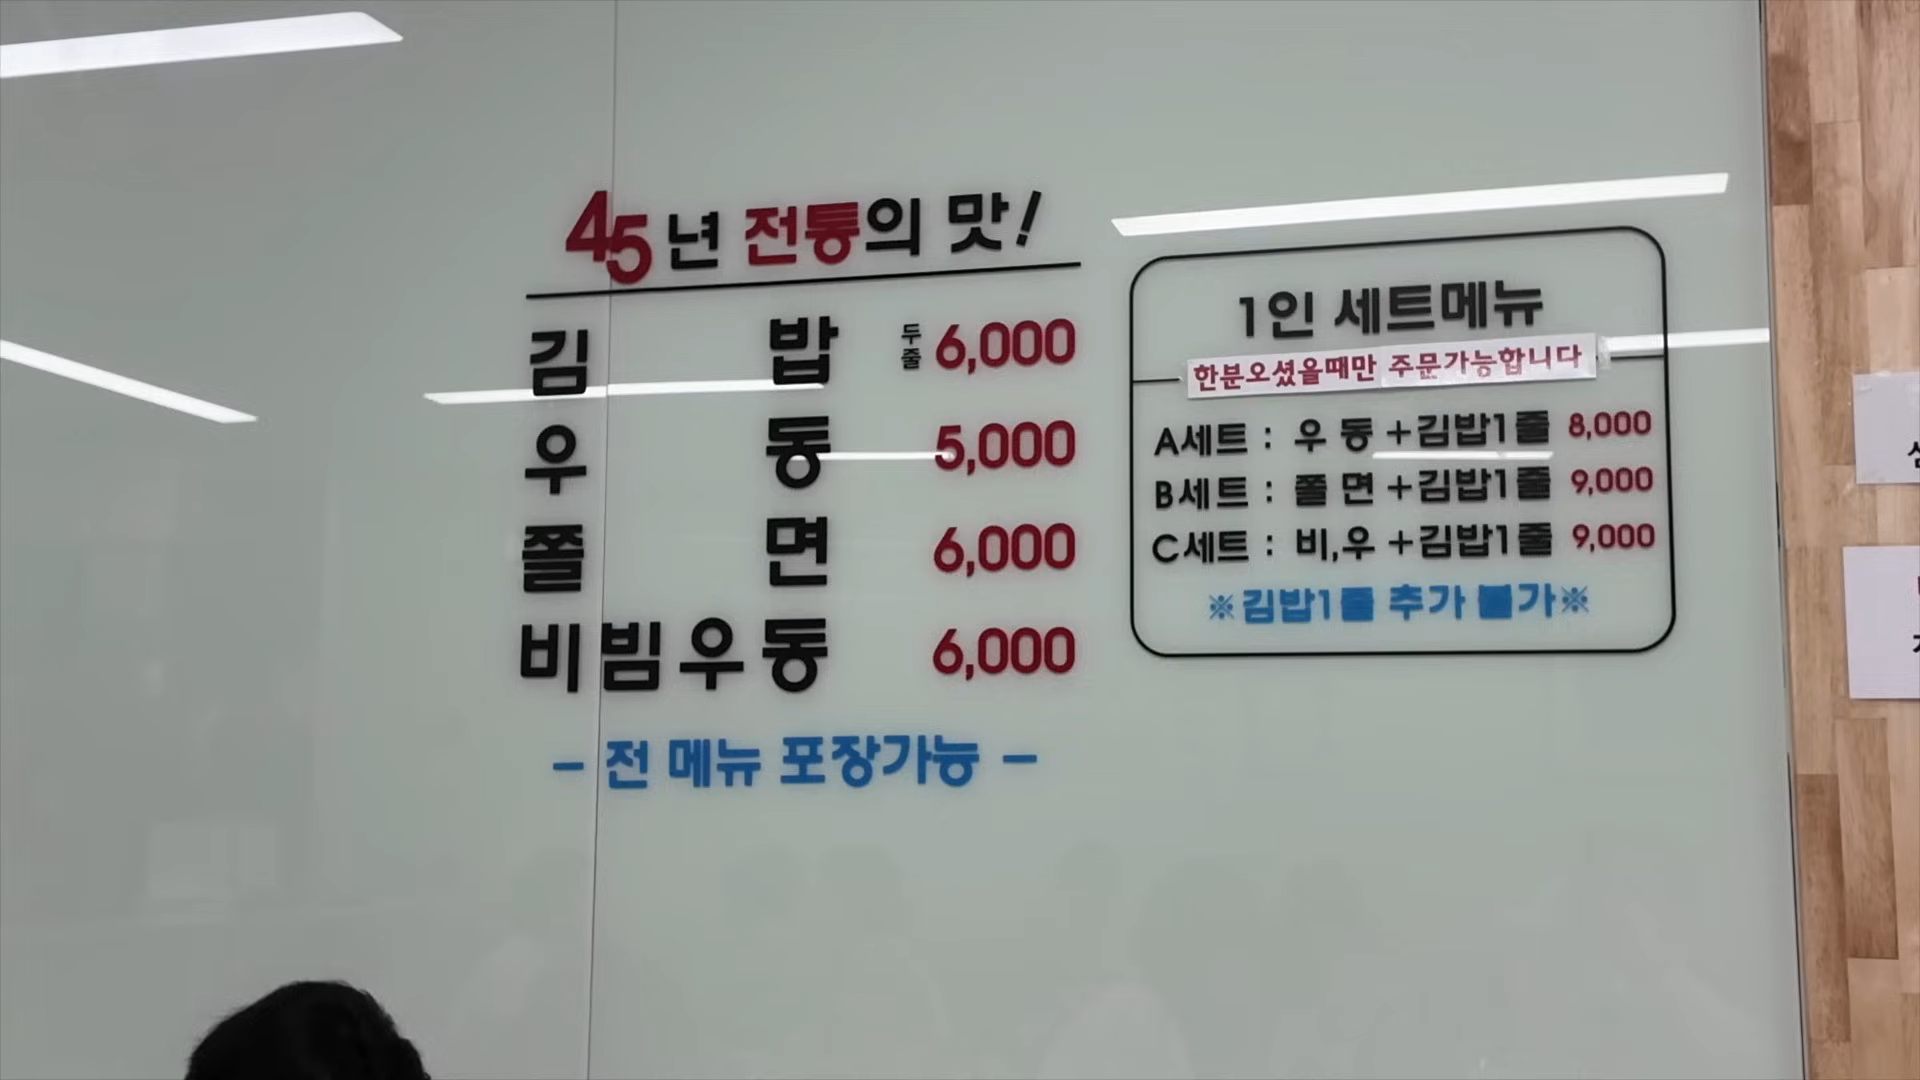 45년 전통의 맛!
김 밥 두줄 6,000
우 동 5,000
쫄 면 6,000
비빔우동 6,000
- 전 메뉴 포장가능 -
1인 세트메뉴
한분오셨을때만 주문가능합니다
A세트 : 우 동 +김밥1줄 8,000
B세트 : 쫄 면 +김밥1줄 9,000
C세트 : 비,우 +김밥1줄 9,000
※김밥1줄 추가 불가※